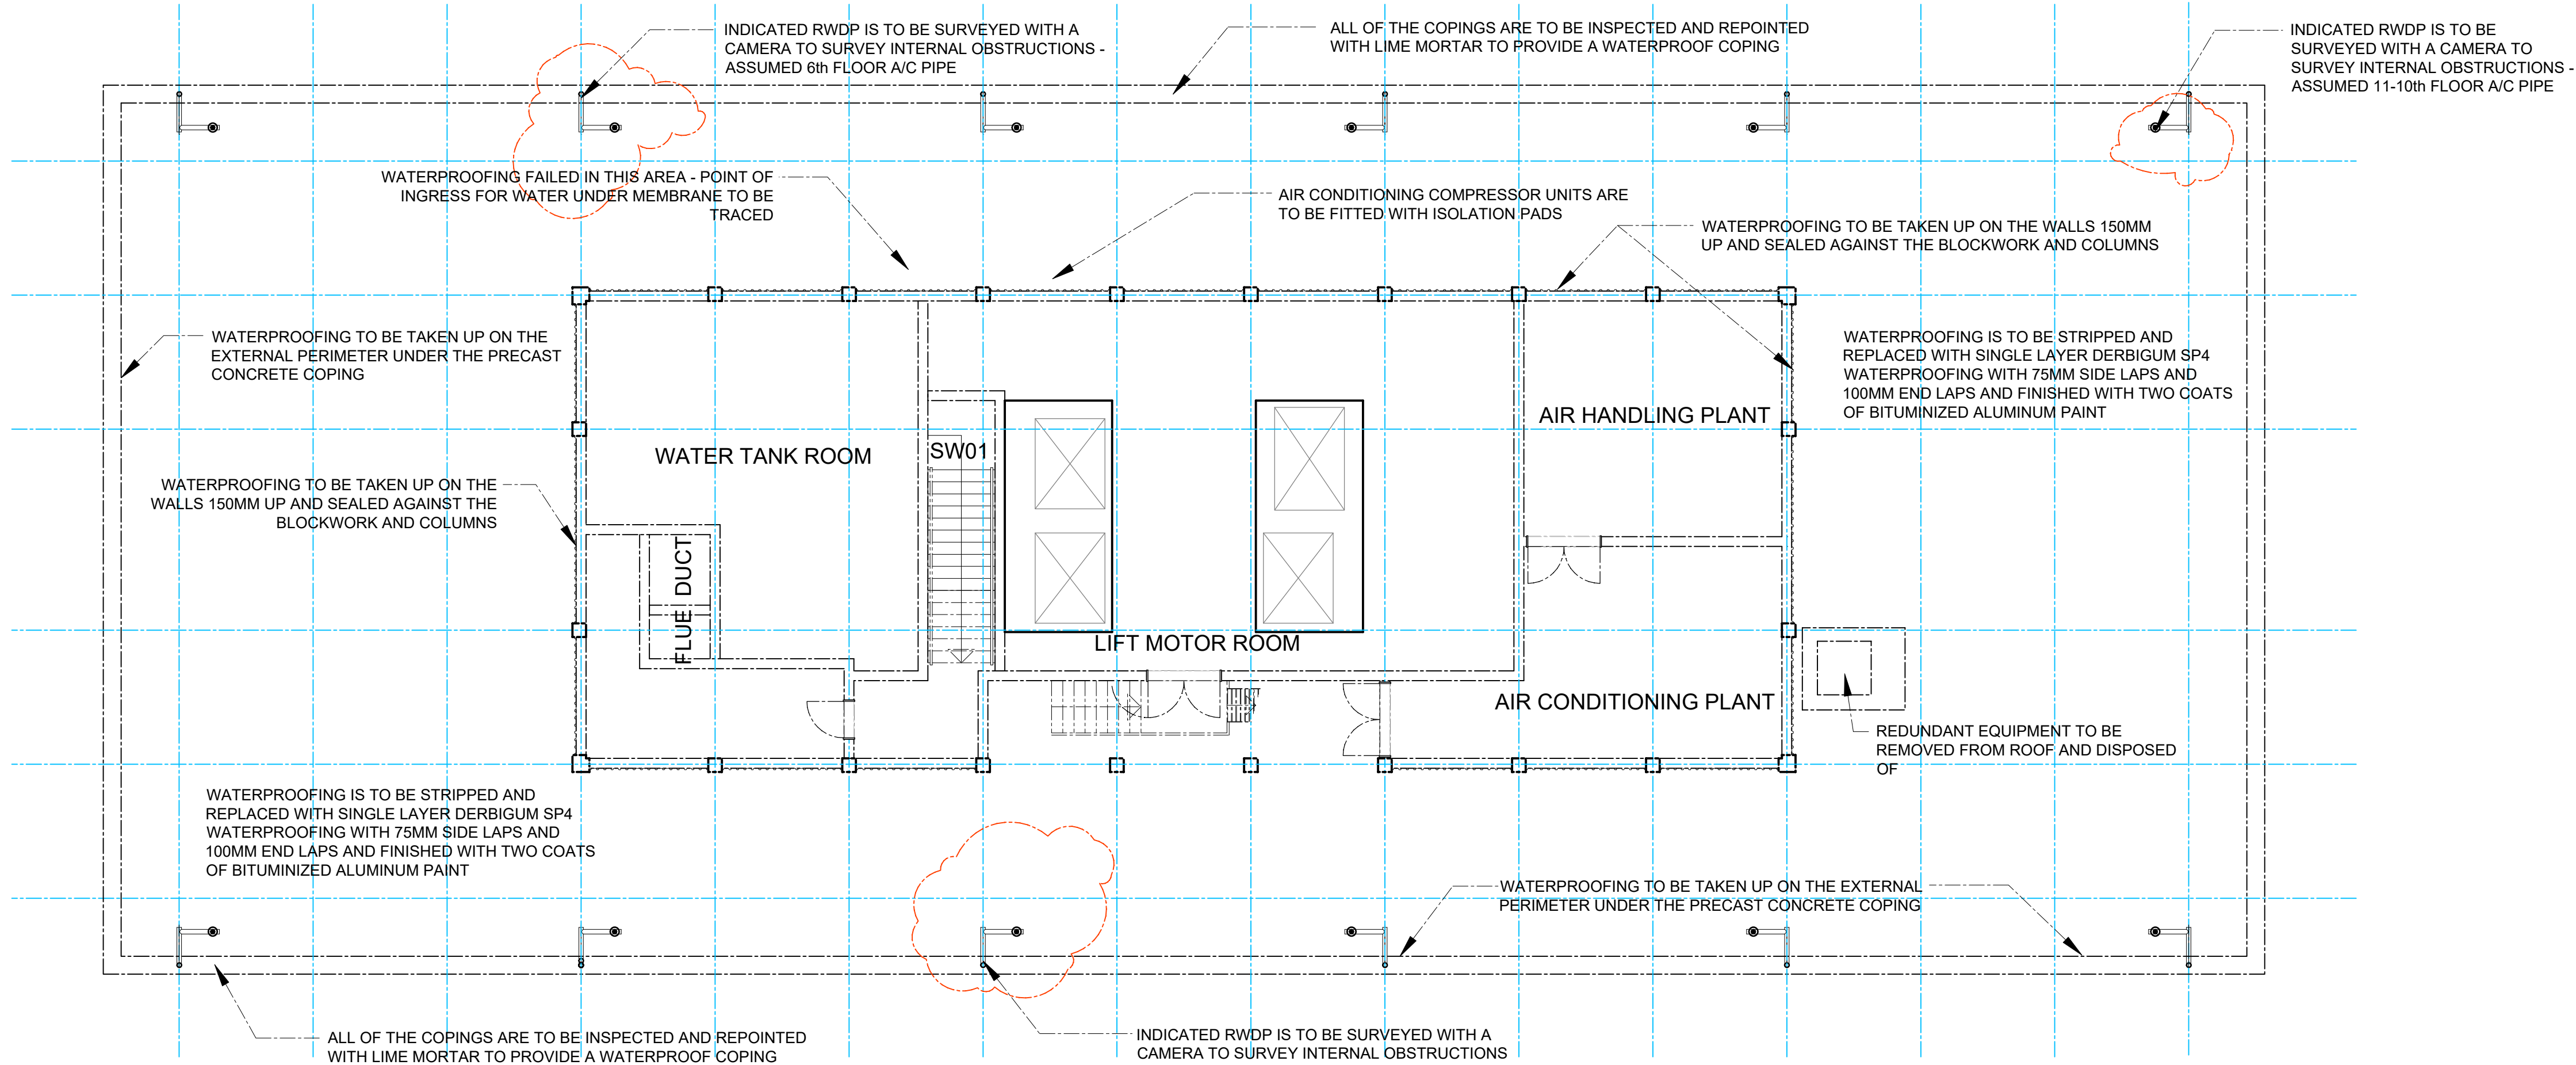 INDICATED RWDP IS TO BE SURVEYED WITH A
CAMERA TO SURVEY INTERNAL OBSTRUCTIONS -
ASSUMED 6th FLOOR A/C PIPE
ALL OF THE COPINGS ARE TO BE INSPECTED AND REPOINTED
WITH LIME MORTAR TO PROVIDE A WATERPROOF COPING
INDICATED RWDP IS TO BE
SURVEYED WITH A CAMERA TO
SURVEY INTERNAL OBSTRUCTIONS -
ASSUMED 11-10th FLOOR A/C PIPE
WATERPROOFING FAILED IN THIS AREA - POINT OF
INGRESS FOR WATER UNDER MEMBRANE TO BE
TRACED
AIR CONDITIONING COMPRESSOR UNITS ARE
TO BE FITTED WITH ISOLATION PADS
WATERPROOFING TO BE TAKEN UP ON THE WALLS 150MM
UP AND SEALED AGAINST THE BLOCKWORK AND COLUMNS
WATERPROOFING TO BE TAKEN UP ON THE
EXTERNAL PERIMETER UNDER THE PRECAST
CONCRETE COPING
WATERPROOFING IS TO BE STRIPPED AND
REPLACED WITH SINGLE LAYER DERBIGUM SP4
WATERPROOFING WITH 75MM SIDE LAPS AND
100MM END LAPS AND FINISHED WITH TWO COATS
OF BITUMINIZED ALUMINUM PAINT
AIR HANDLING PLANT
WATER TANK ROOM
SW01
WATERPROOFING TO BE TAKEN UP ON THE
WALLS 150MM UP AND SEALED AGAINST THE
BLOCKWORK AND COLUMNS
FLUE DUCT
LIFT MOTOR ROOM
AIR CONDITIONING PLANT
REDUNDANT EQUIPMENT TO BE
REMOVED FROM ROOF AND DISPOSED
OF
WATERPROOFING IS TO BE STRIPPED AND
REPLACED WITH SINGLE LAYER DERBIGUM SP4
WATERPROOFING WITH 75MM SIDE LAPS AND
100MM END LAPS AND FINISHED WITH TWO COATS
OF BITUMINIZED ALUMINUM PAINT
WATERPROOFING TO BE TAKEN UP ON THE EXTERNAL
PERIMETER UNDER THE PRECAST CONCRETE COPING
ALL OF THE COPINGS ARE TO BE INSPECTED AND REPOINTED
WITH LIME MORTAR TO PROVIDE A WATERPROOF COPING
INDICATED RWDP IS TO BE SURVEYED WITH A
CAMERA TO SURVEY INTERNAL OBSTRUCTIONS